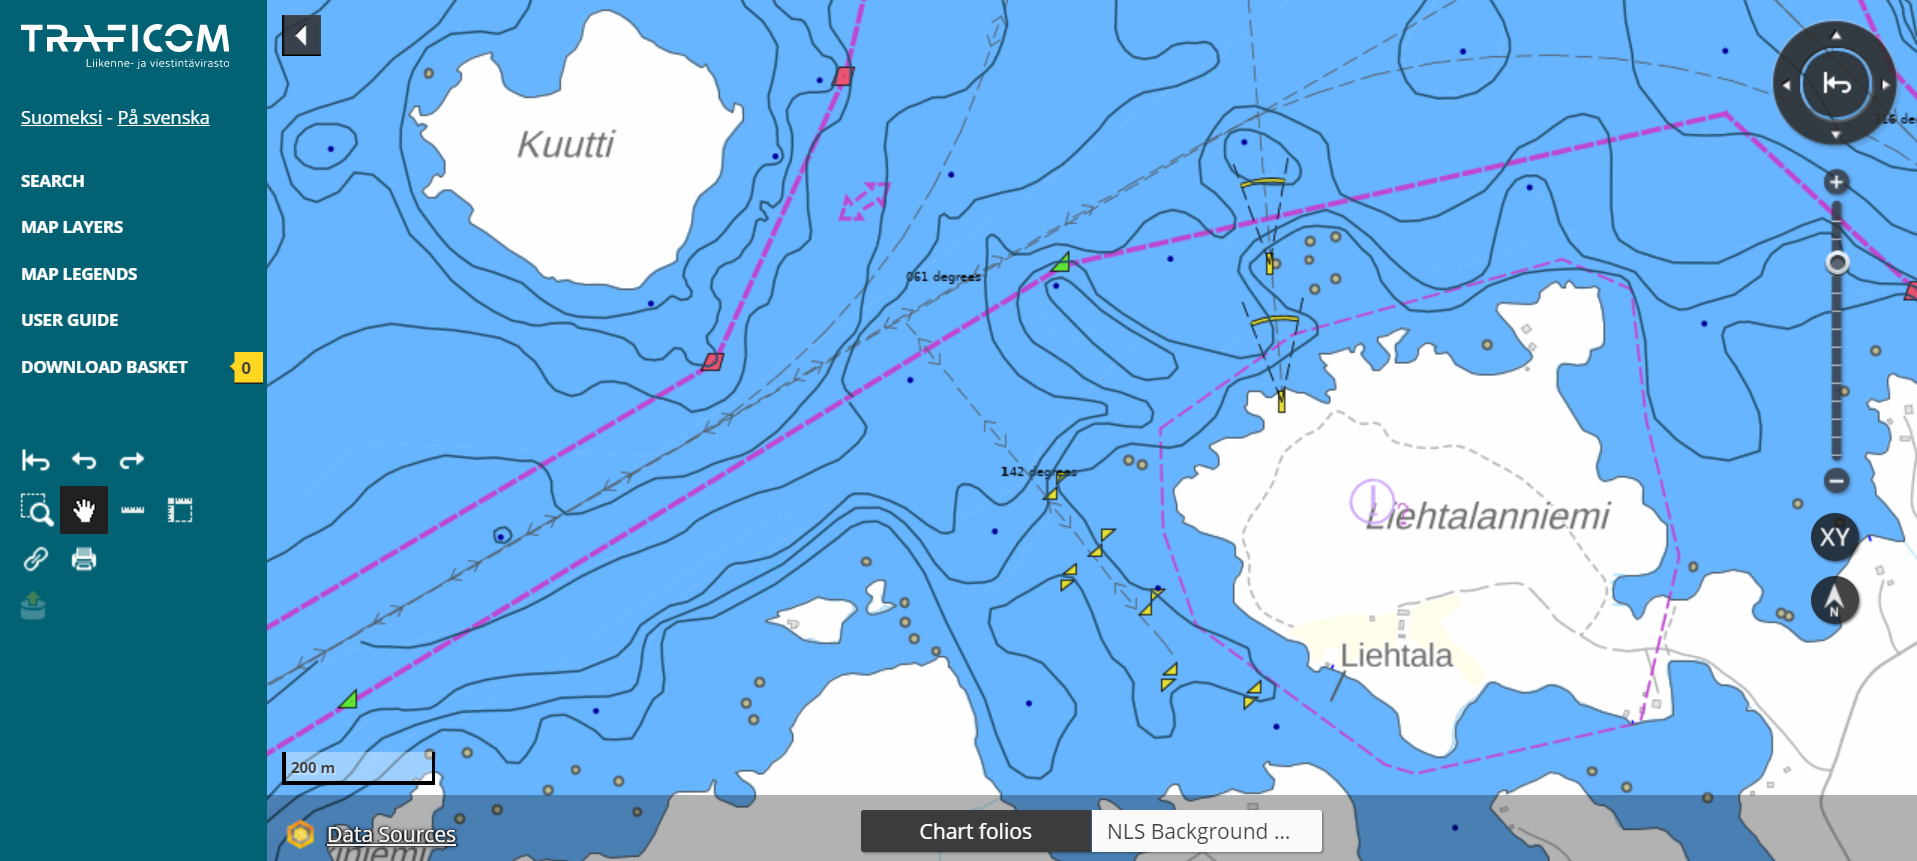 TRAFICOM
Liikenne- ja viestintävirasto
Suomeksi - På svenska
SEARCH
MAP LAYERS
MAP LEGENDS
USER GUIDE
DOWNLOAD BASKET
0
Kuutti
061 degrees
142 degrees
Liehtalanniemi
Liehtala
XY
N
200 m
Data Sources
Chart folios
NLS Background ...